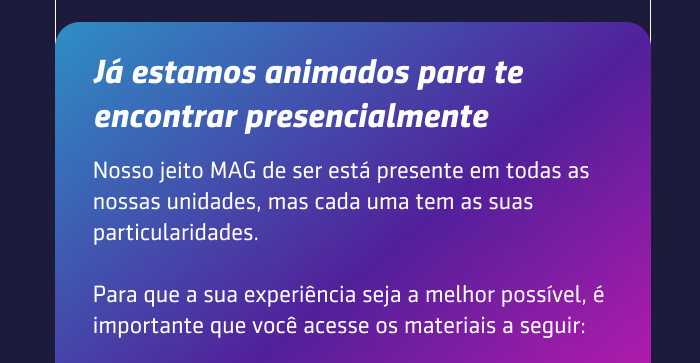 Já estamos animados para te
encontrar presencialmente
Nosso jeito MAG de ser está presente em todas as
nossas unidades, mas cada uma tem as suas
particularidades.
Para que a sua experiência seja a melhor possível, é
importante que você acesse os materiais a seguir: